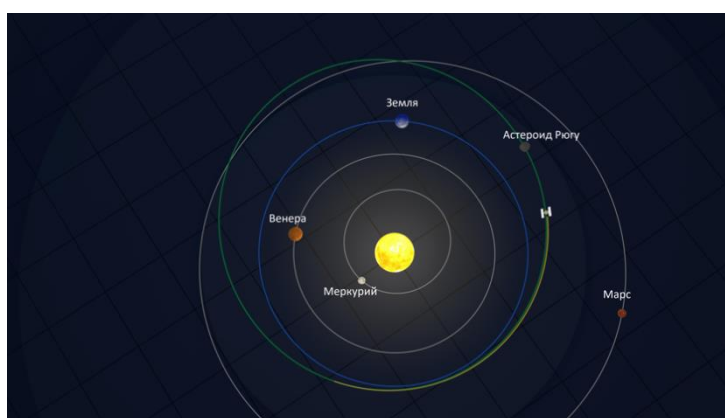 Земля
Астероид Рюгу
Венера
Меркурий
Марс